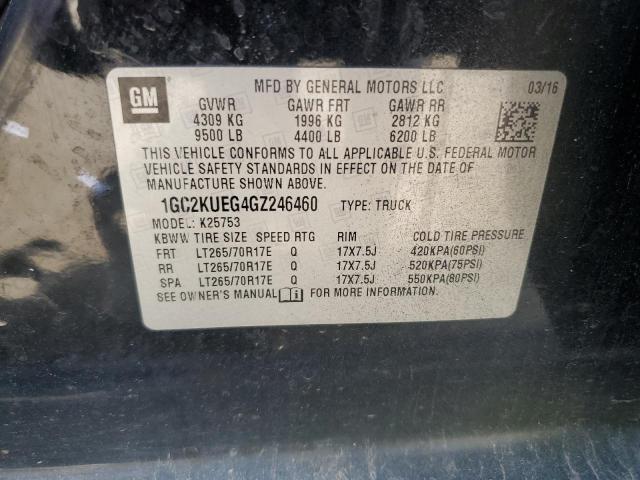 GM
MFD BY GENERAL MOTORS LLC 03/16
GVWR GAWR FRT GAWR RR
4309 KG 1996 KG 2812 KG
9500 LB 4400 LB 6200 LB
THIS VEHICLE CONFORMS TO ALL APPLICABLE U.S. FEDERAL MOTOR
VEHICLE SAFETY STANDARDS IN EFFECT ON THE DATE OF
MANUFACTURE SHOWN ABOVE.
1GC2KUEG4GZ246460 TYPE: TRUCK
MODEL: K25753
KBWW TIRE SIZE SPEED RTG RIM COLD TIRE PRESSURE
FRT LT265/70R17E Q 17X7.5J 420KPA(60PSI)
RR LT265/70R17E Q 17X7.5J 520KPA(75PSI)
SPA LT265/70R17E Q 17X7.5J 550KPA(80PSI)
SEE OWNER'S MANUAL FOR MORE INFORMATION.